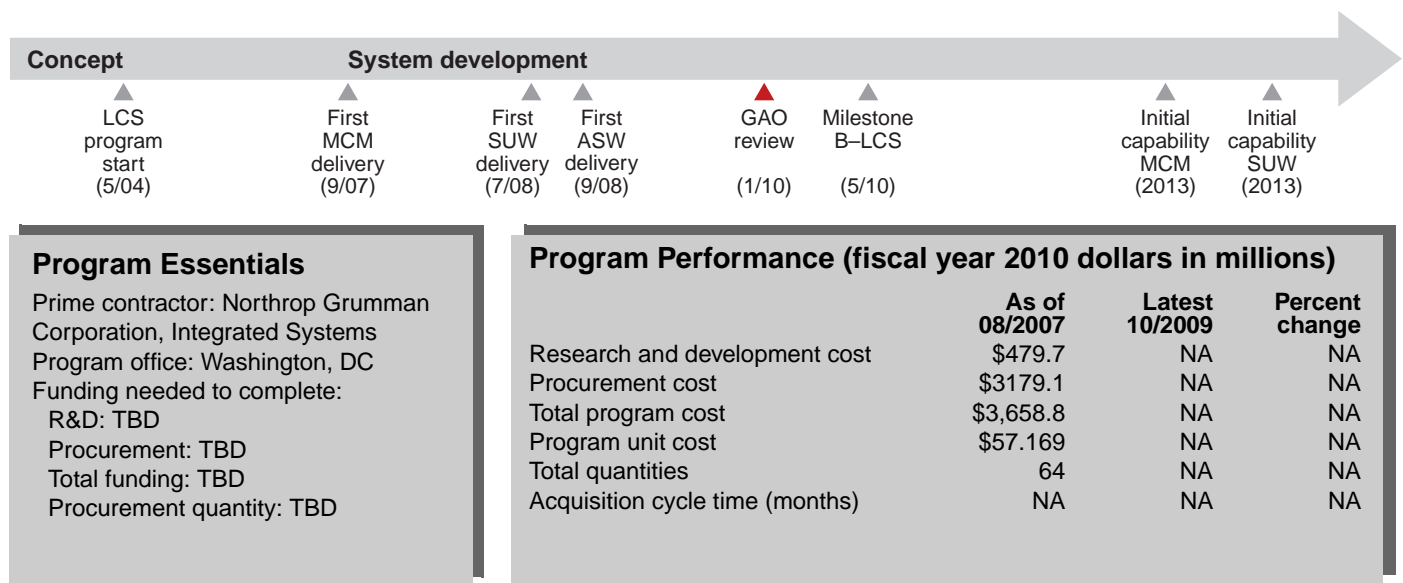 Concept System development
LCS program start (5/04)
First MCM delivery (9/07)
First SUW delivery (7/08)
First ASW delivery (9/08)
GAO review (1/10)
Milestone B–LCS (5/10)
Initial capability MCM (2013)
Initial capability SUW (2013)
Program Essentials
Prime contractor: Northrop Grumman
Corporation, Integrated Systems
Program office: Washington, DC
Funding needed to complete:
R&D: TBD
Procurement: TBD
Total funding: TBD
Procurement quantity: TBD
Program Performance (fiscal year 2010 dollars in millions)
As of 08/2007 Latest 10/2009 Percent change
Research and development cost $479.7 NA NA
Procurement cost $3179.1 NA NA
Total program cost $3,658.8 NA NA
Program unit cost $57.169 NA NA
Total quantities 64 NA NA
Acquisition cycle time (months) NA NA NA